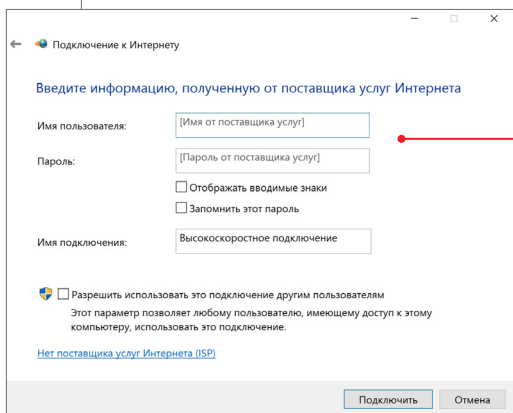 Подключение к Интернету
Введите информацию, полученную от поставщика услуг Интернета
Имя пользователя: [Имя от поставщика услуг]
Пароль: [Пароль от поставщика услуг]
Отображать вводимые знаки
Запомнить этот пароль
Имя подключения: Высокоскоростное подключение
Разрешить использовать это подключение другим пользователям
Этот параметр позволяет любому пользователю, имеющему доступ к этому
компьютеру, использовать это подключение.
Нет поставщика услуг Интернета (ISP)
Подключить Отмена